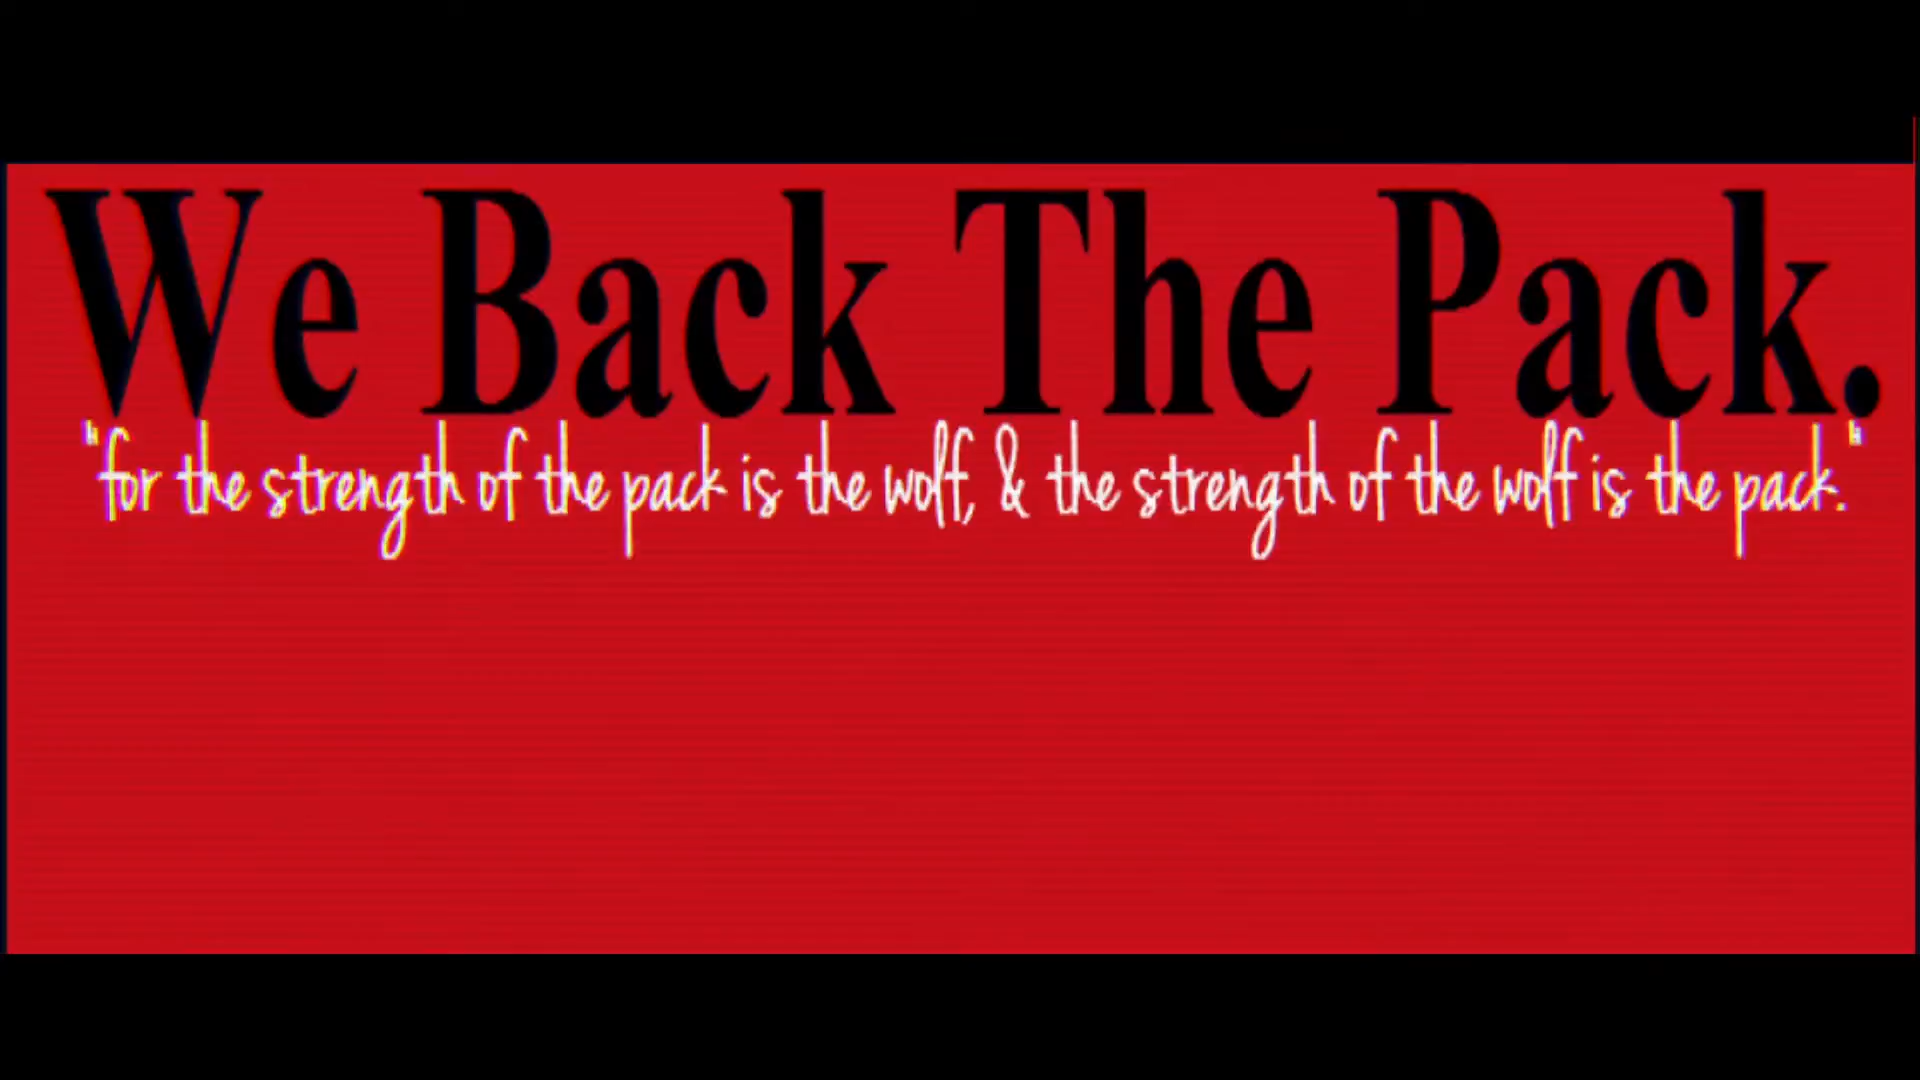 We Back The Pack.
"for the strength of the pack is the wolf, & the strength of the wolf is the pack."